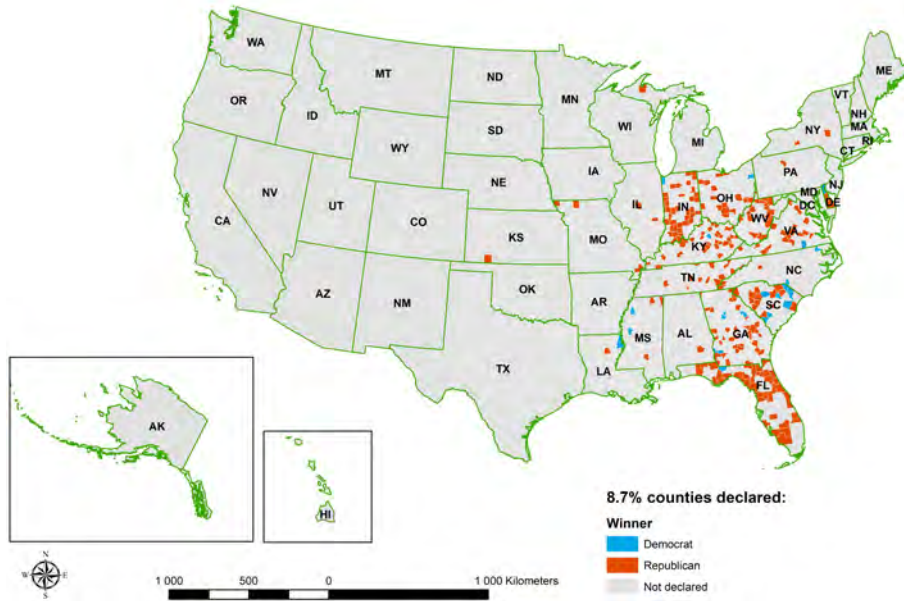 WA
MT
ND
MN
ME
VT
NH
MA
RI
CT
NY
OR
ID
SD
WI
MI
WY
IA
PA
NJ
MD
DE
DC
NE
NV
UT
CO
IL
IN
OH
WV
VA
CA
KS
MO
KY
NC
TN
OK
AR
SC
AZ
NM
MS
AL
GA
TX
LA
FL
AK
HI
8.7% counties declared:
Winner
Democrat
Republican
Not declared
N
W E
S
1 000 500 0 1 000 Kilometers